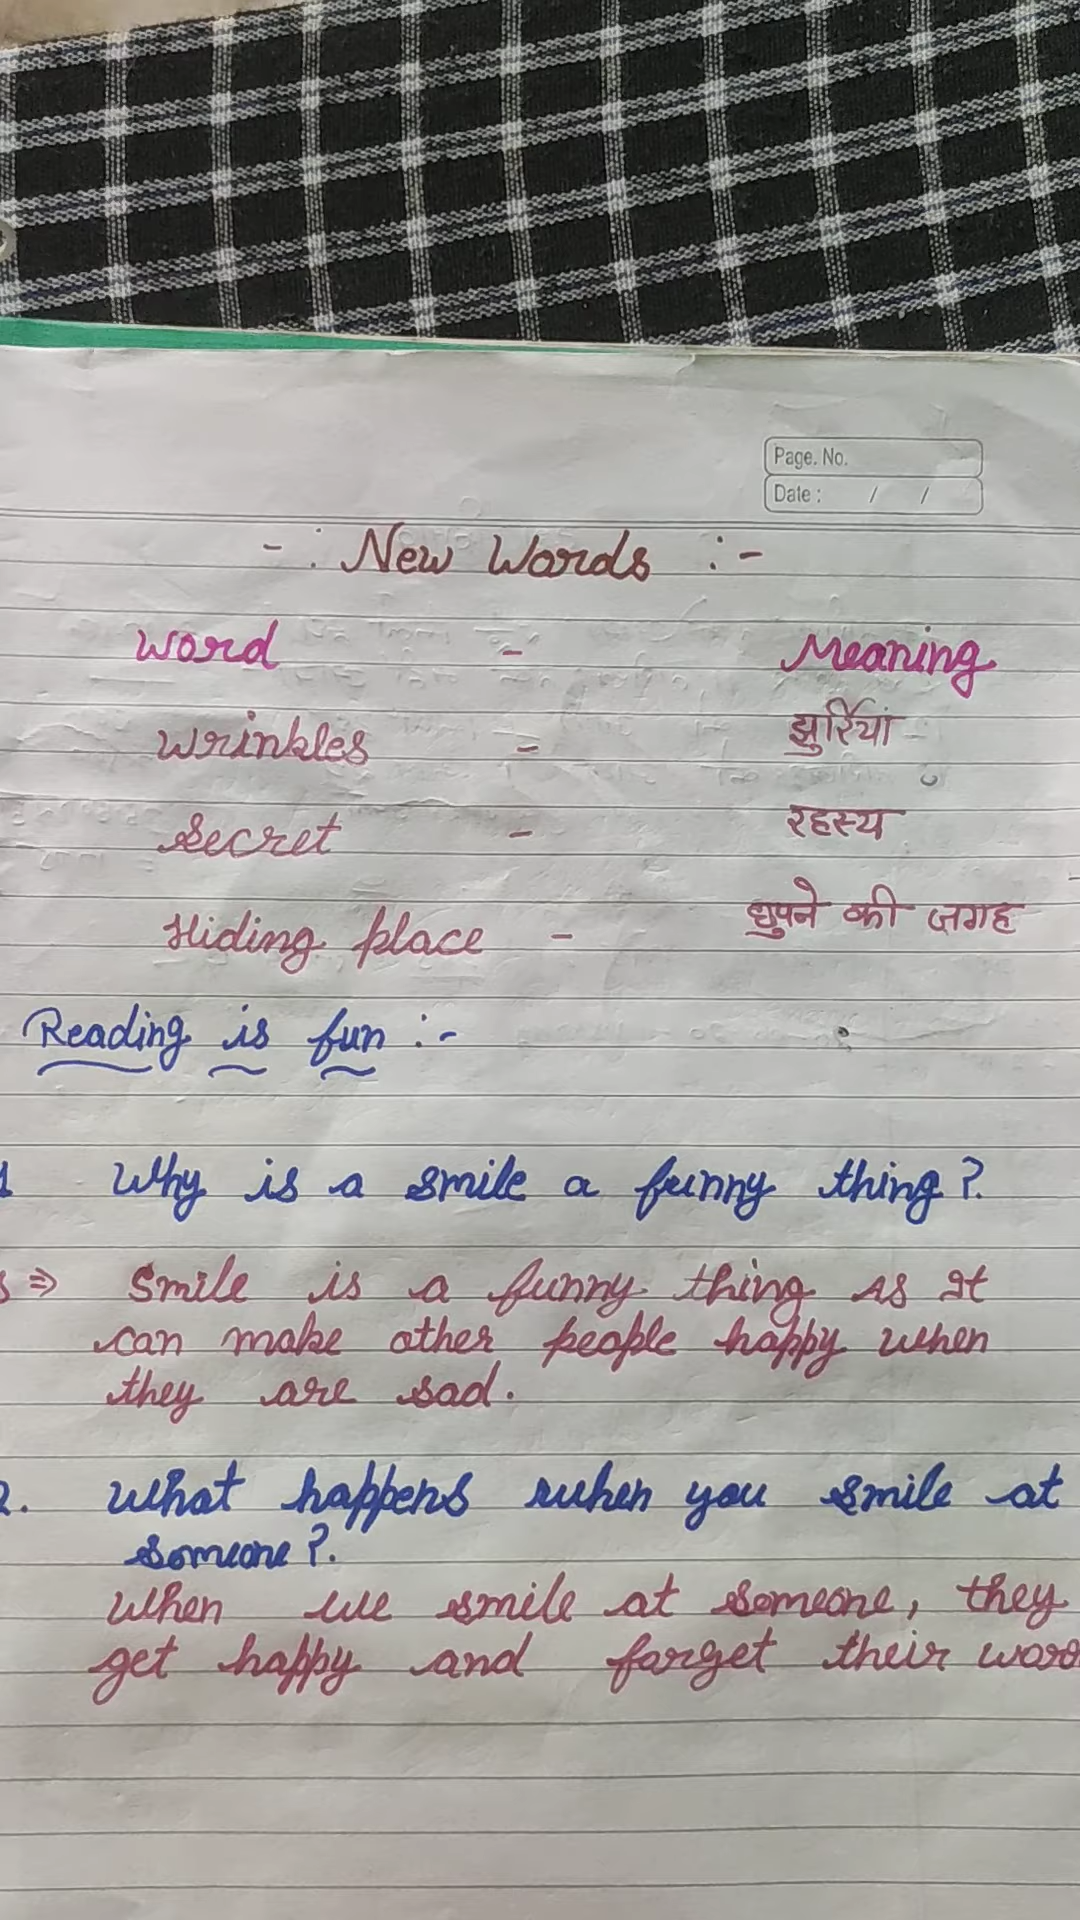 Page. No.
Date : / /
- : New Words : -
Word - Meaning
Wrinkles - झुर्रियां
Secret - रहस्य
Hiding place - छुपने की जगह
Reading is fun :-
Why is a smile a funny thing?
⇒ Smile is a funny thing as It
can make other people happy when
they are sad.
2. What happens when you smile at
someone?
When we smile at someone, they
get happy and forget their